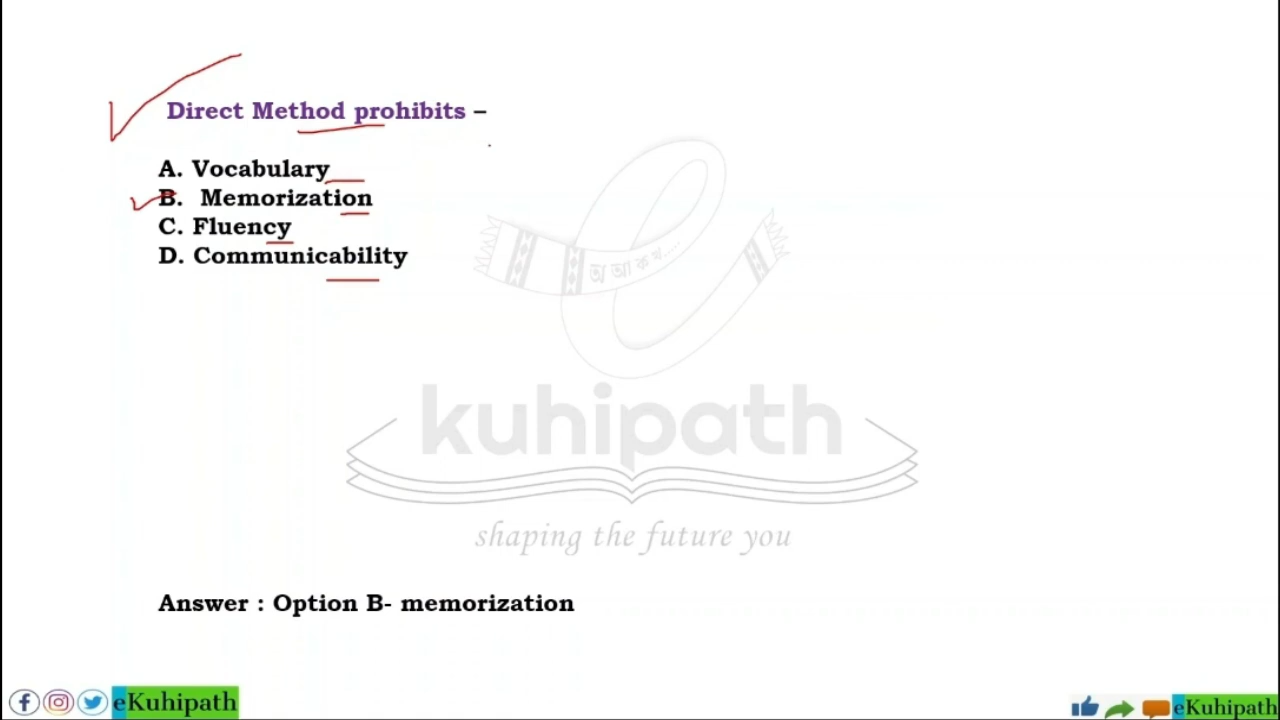 Direct Method prohibits –
A. Vocabulary
B. Memorization
C. Fluency
D. Communicability
অ আ ক খ....
kuhipath
shaping the future you
Answer : Option B- memorization
eKuhipath
eKuhipath